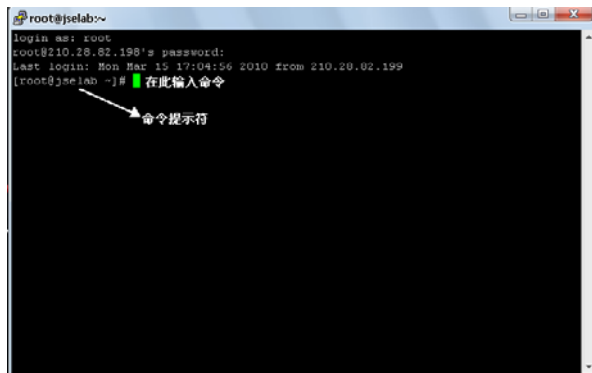 root@jselab:~
login as: root
root@210.28.82.198's password:
Last login: Mon Mar 15 17:04:56 2010 from 210.28.82.199
[root@jselab ~]# 在此输入命令
命令提示符